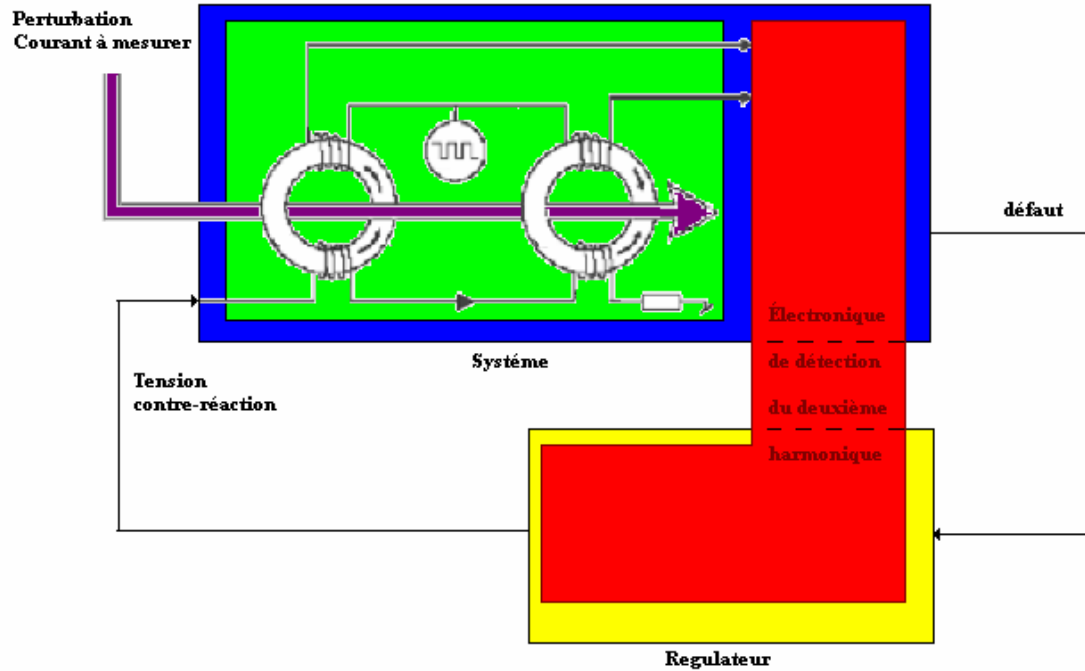 Perturbation
Courant à mesurer
défaut
Électronique
de détection
du deuxième
harmonique
Systéme
Tension
contre-réaction
Regulateur